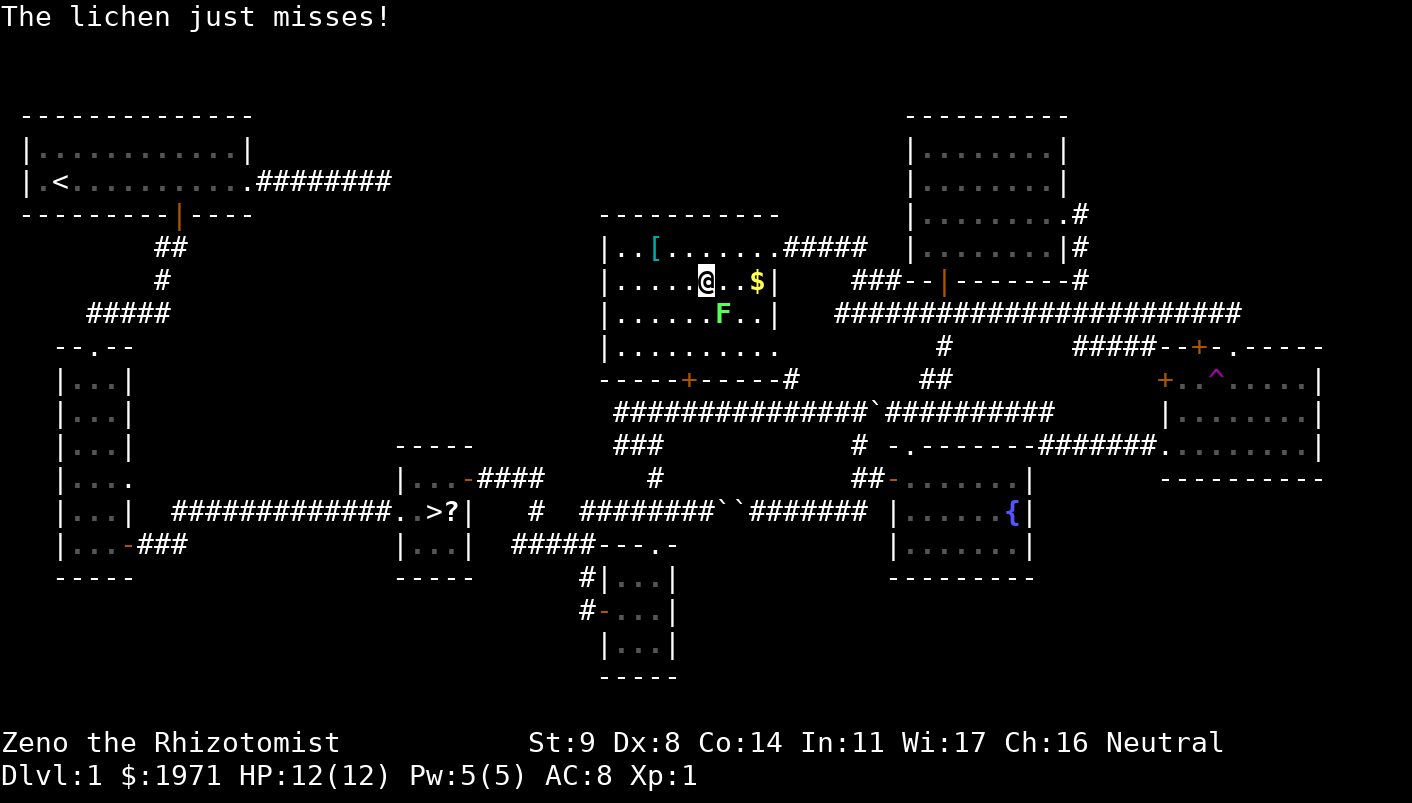 The lichen just misses!
- - - - - - - - - - - - - - - - - - - - - - - -
|. . . . . . . . . . . .| |. . . . . . . .|
|.<. . . . . . . . . . .######## |. . . . . . . .|
- - - - - - - - -|- - - - - - - - - - - - - - - |. . . . . . . . .#
## |..[.......##### |. . . . . . . .|#
# |.....@..$| ###--|-------#
##### |......F..| ########################
--.-- |.......... # #####--+-.-----
|...| -----+-----# ## +..^.....|
|...| ###############`########## |........|
|...| ----- ### # -.-------#######.........|
|.... |...-#### # ##-.......| ----------
|...| #############..>?| # ########``####### |......{|
|...-### |...| #####---.- |.......|
----- ----- #|...| ---------
#-...|
|...|
-----
Zeno the Rhizotomist St:9 Dx:8 Co:14 In:11 Wi:17 Ch:16 Neutral
Dlvl:1 $:1971 HP:12(12) Pw:5(5) AC:8 Xp:1